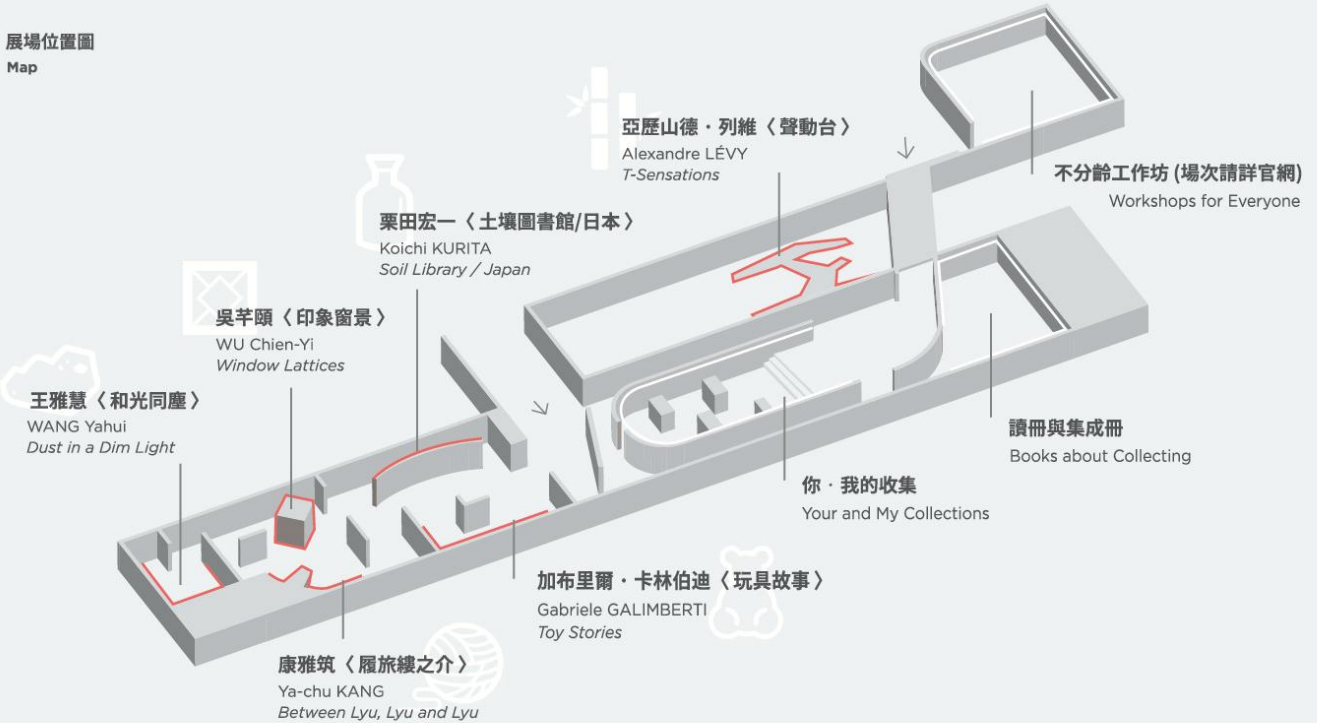 展場位置圖
Map
亞歷山德・列維〈聲動台〉
Alexandre LÉVY
T-Sensations
不分齡工作坊 (場次請詳官網)
Workshops for Everyone
栗田宏一〈土壤圖書館/日本〉
Koichi KURITA
Soil Library / Japan
吳芊頤〈印象窗景〉
WU Chien-Yi
Window Lattices
王雅慧〈和光同塵〉
WANG Yahui
Dust in a Dim Light
讀冊與集成冊
Books about Collecting
你・我的收集
Your and My Collections
加布里爾・卡林伯迪〈玩具故事〉
Gabriele GALIMBERTI
Toy Stories
康雅筑〈履旅縷之介〉
Ya-chu KANG
Between Lyu, Lyu and Lyu